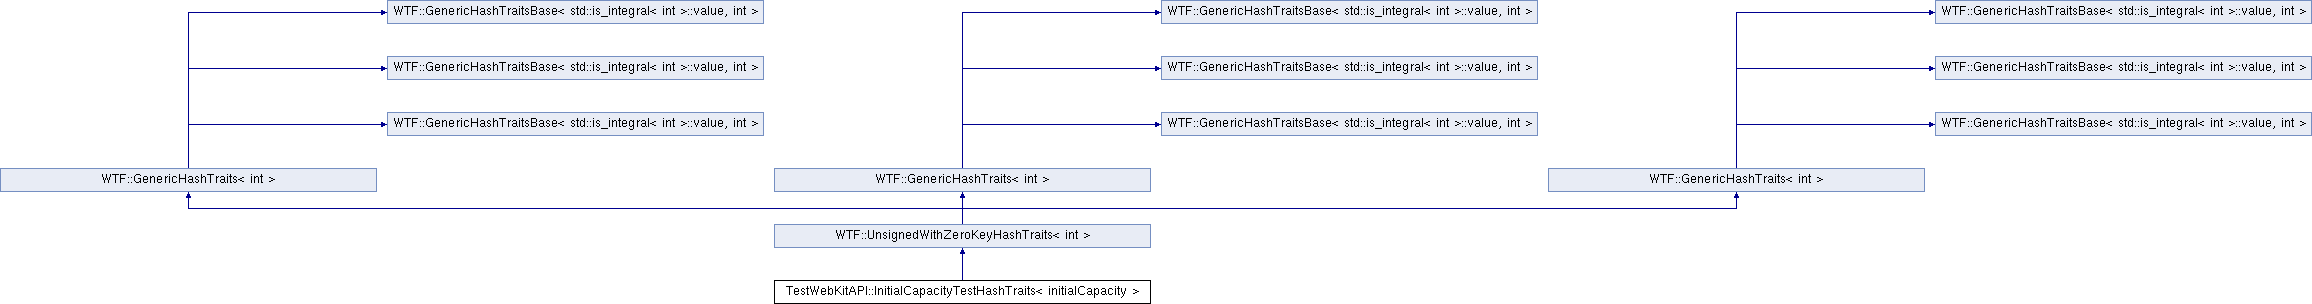 WTF::GenericHashTraitsBase< std::is_integral< int >::value, int >
WTF::GenericHashTraitsBase< std::is_integral< int >::value, int >
WTF::GenericHashTraitsBase< std::is_integral< int >::value, int >
WTF::GenericHashTraitsBase< std::is_integral< int >::value, int >
WTF::GenericHashTraitsBase< std::is_integral< int >::value, int >
WTF::GenericHashTraitsBase< std::is_integral< int >::value, int >
WTF::GenericHashTraitsBase< std::is_integral< int >::value, int >
WTF::GenericHashTraitsBase< std::is_integral< int >::value, int >
WTF::GenericHashTraitsBase< std::is_integral< int >::value, int >
WTF::GenericHashTraits< int >
WTF::GenericHashTraits< int >
WTF::GenericHashTraits< int >
WTF::UnsignedWithZeroKeyHashTraits< int >
TestWebKitAPI::InitialCapacityTestHashTraits< initialCapacity >